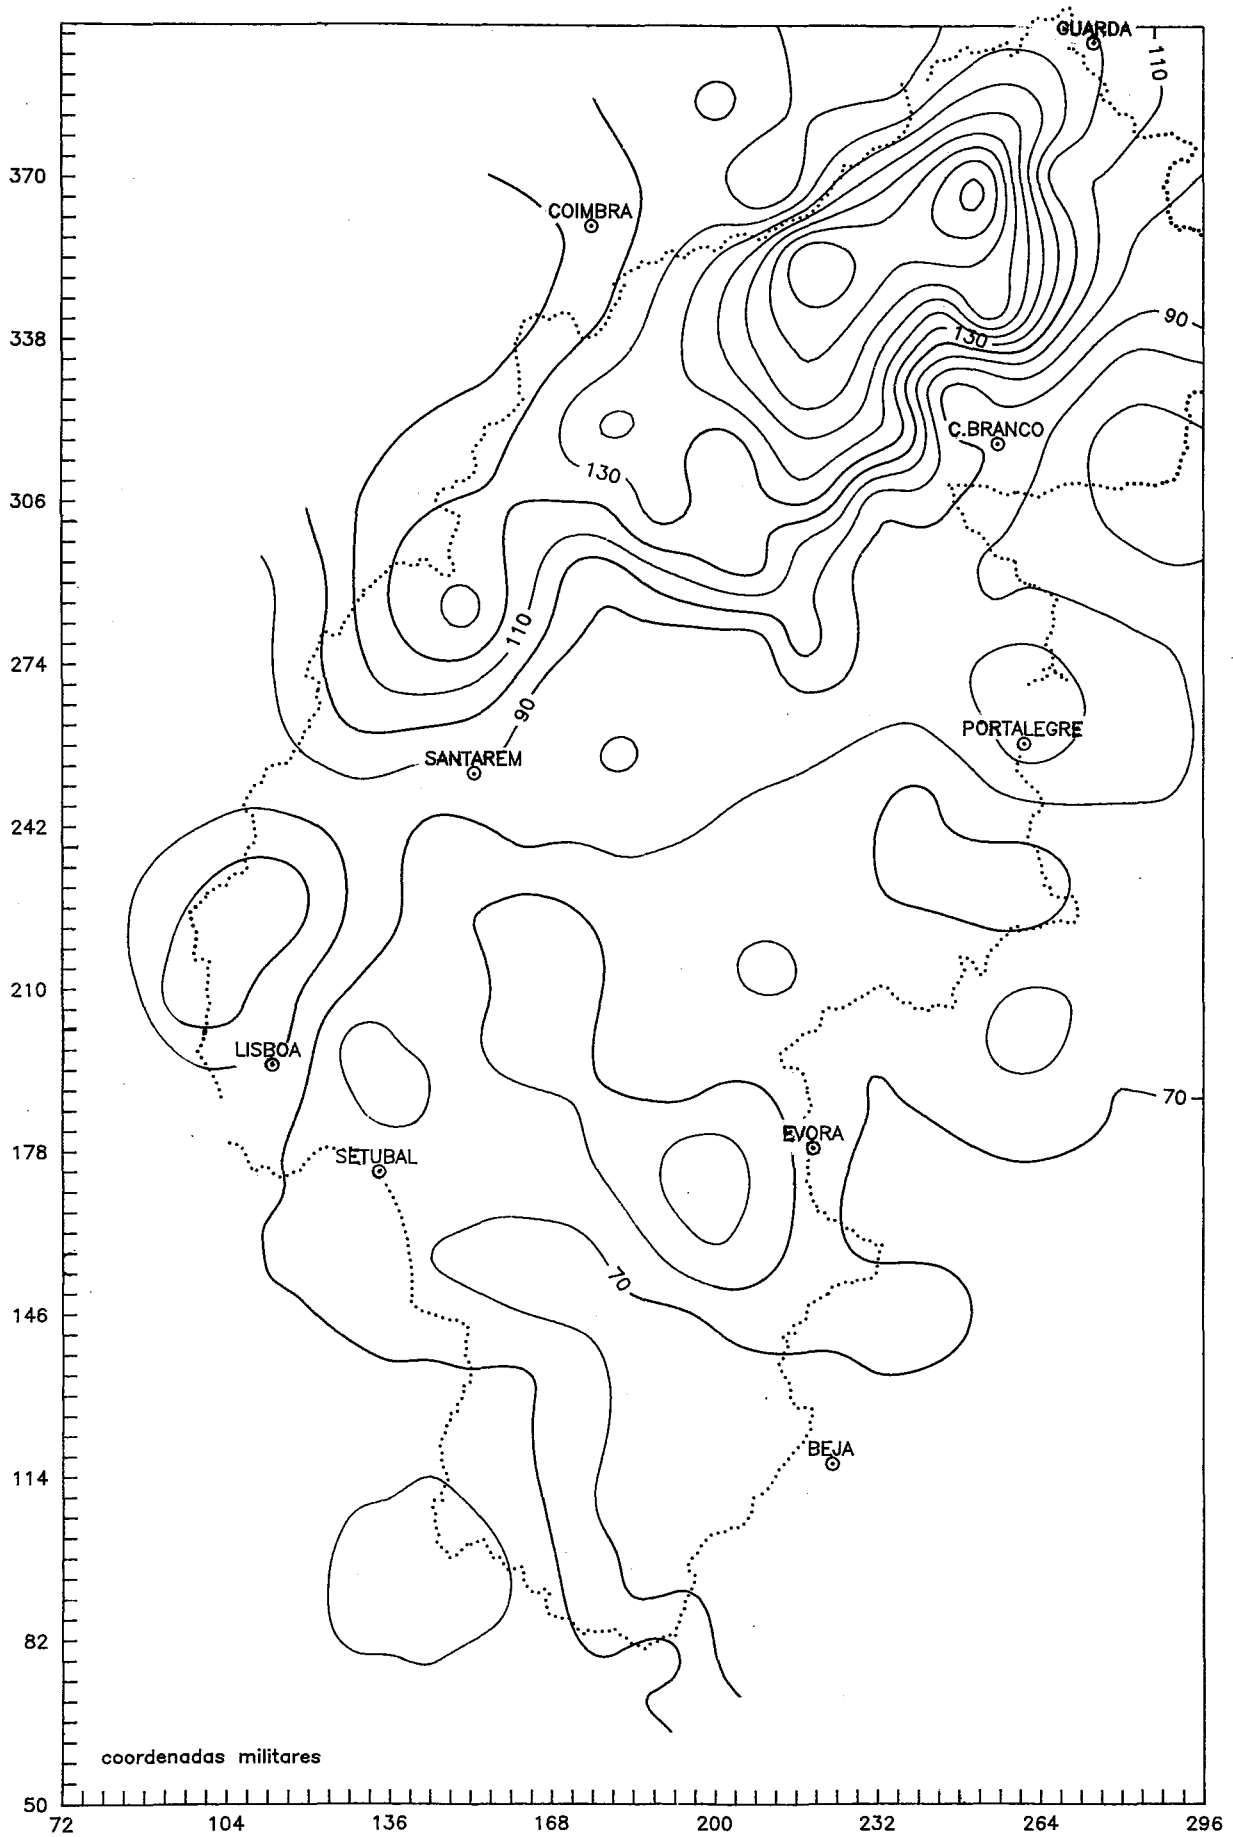 GUARDA
110
370
COIMBRA
338
130
90
C.BRANCO
130
306
110
274
90
PORTALEGRE
SANTAREM
242
210
LISBOA
70
EVORA
178
SETUBAL
70
146
BEJA
114
82
coordenadas militares
50
72 104 136 168 200 232 264 296